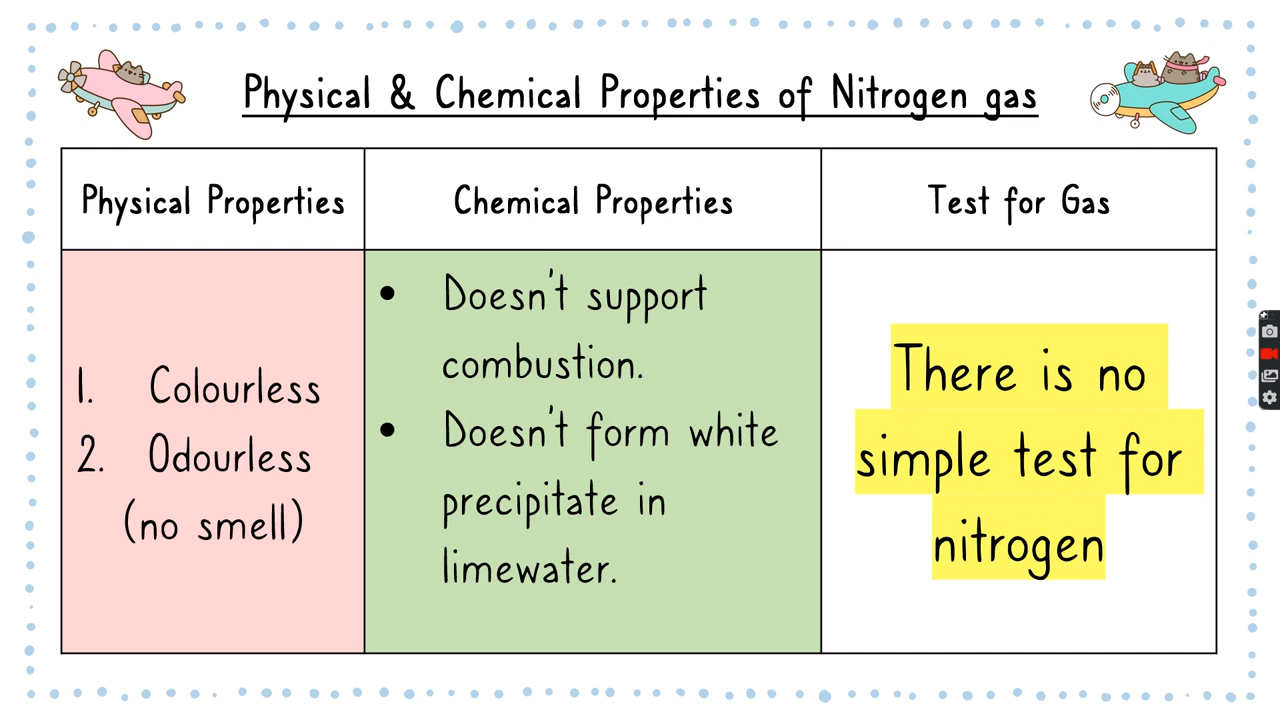 Physical & Chemical Properties of Nitrogen gas
Physical Properties
Chemical Properties
Test for Gas
1. Colourless
2. Odourless
(no smell)
• Doesn't support
combustion.
• Doesn't form white
precipitate in
limewater.
There is no
simple test for
nitrogen